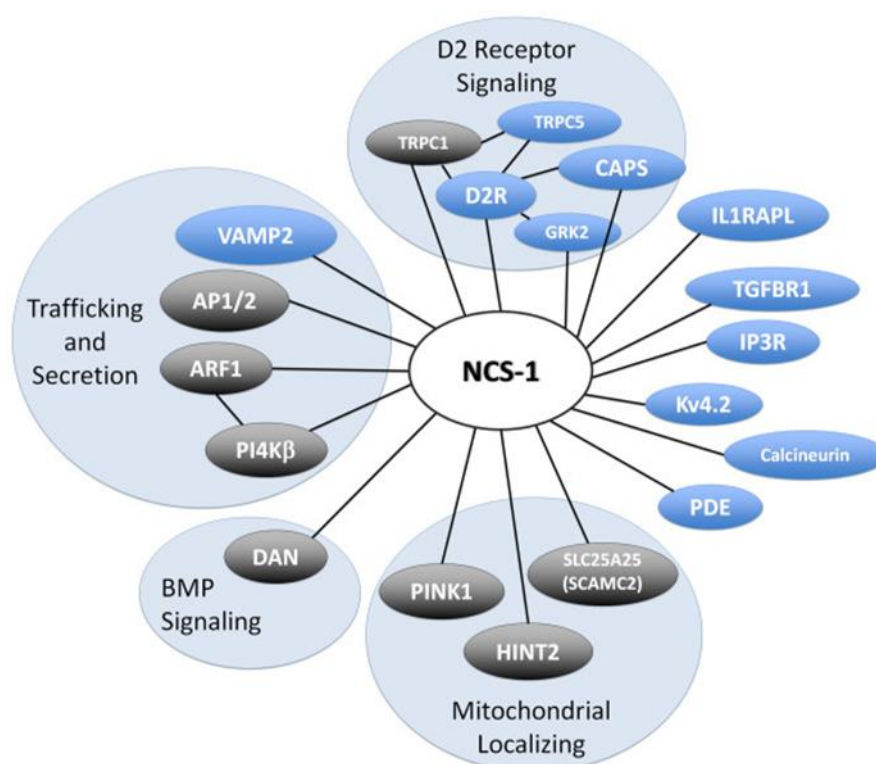 D2 Receptor
Signaling
TRPC1
TRPC5
CAPS
D2R
GRK2
VAMP2
AP1/2
ARF1
PI4Kβ
Trafficking
and
Secretion
IL1RAPL
TGFBR1
IP3R
Kv4.2
Calcineurin
PDE
NCS-1
DAN
BMP
Signaling
PINK1
SLC25A25
(SCAMC2)
HINT2
Mitochondrial
Localizing